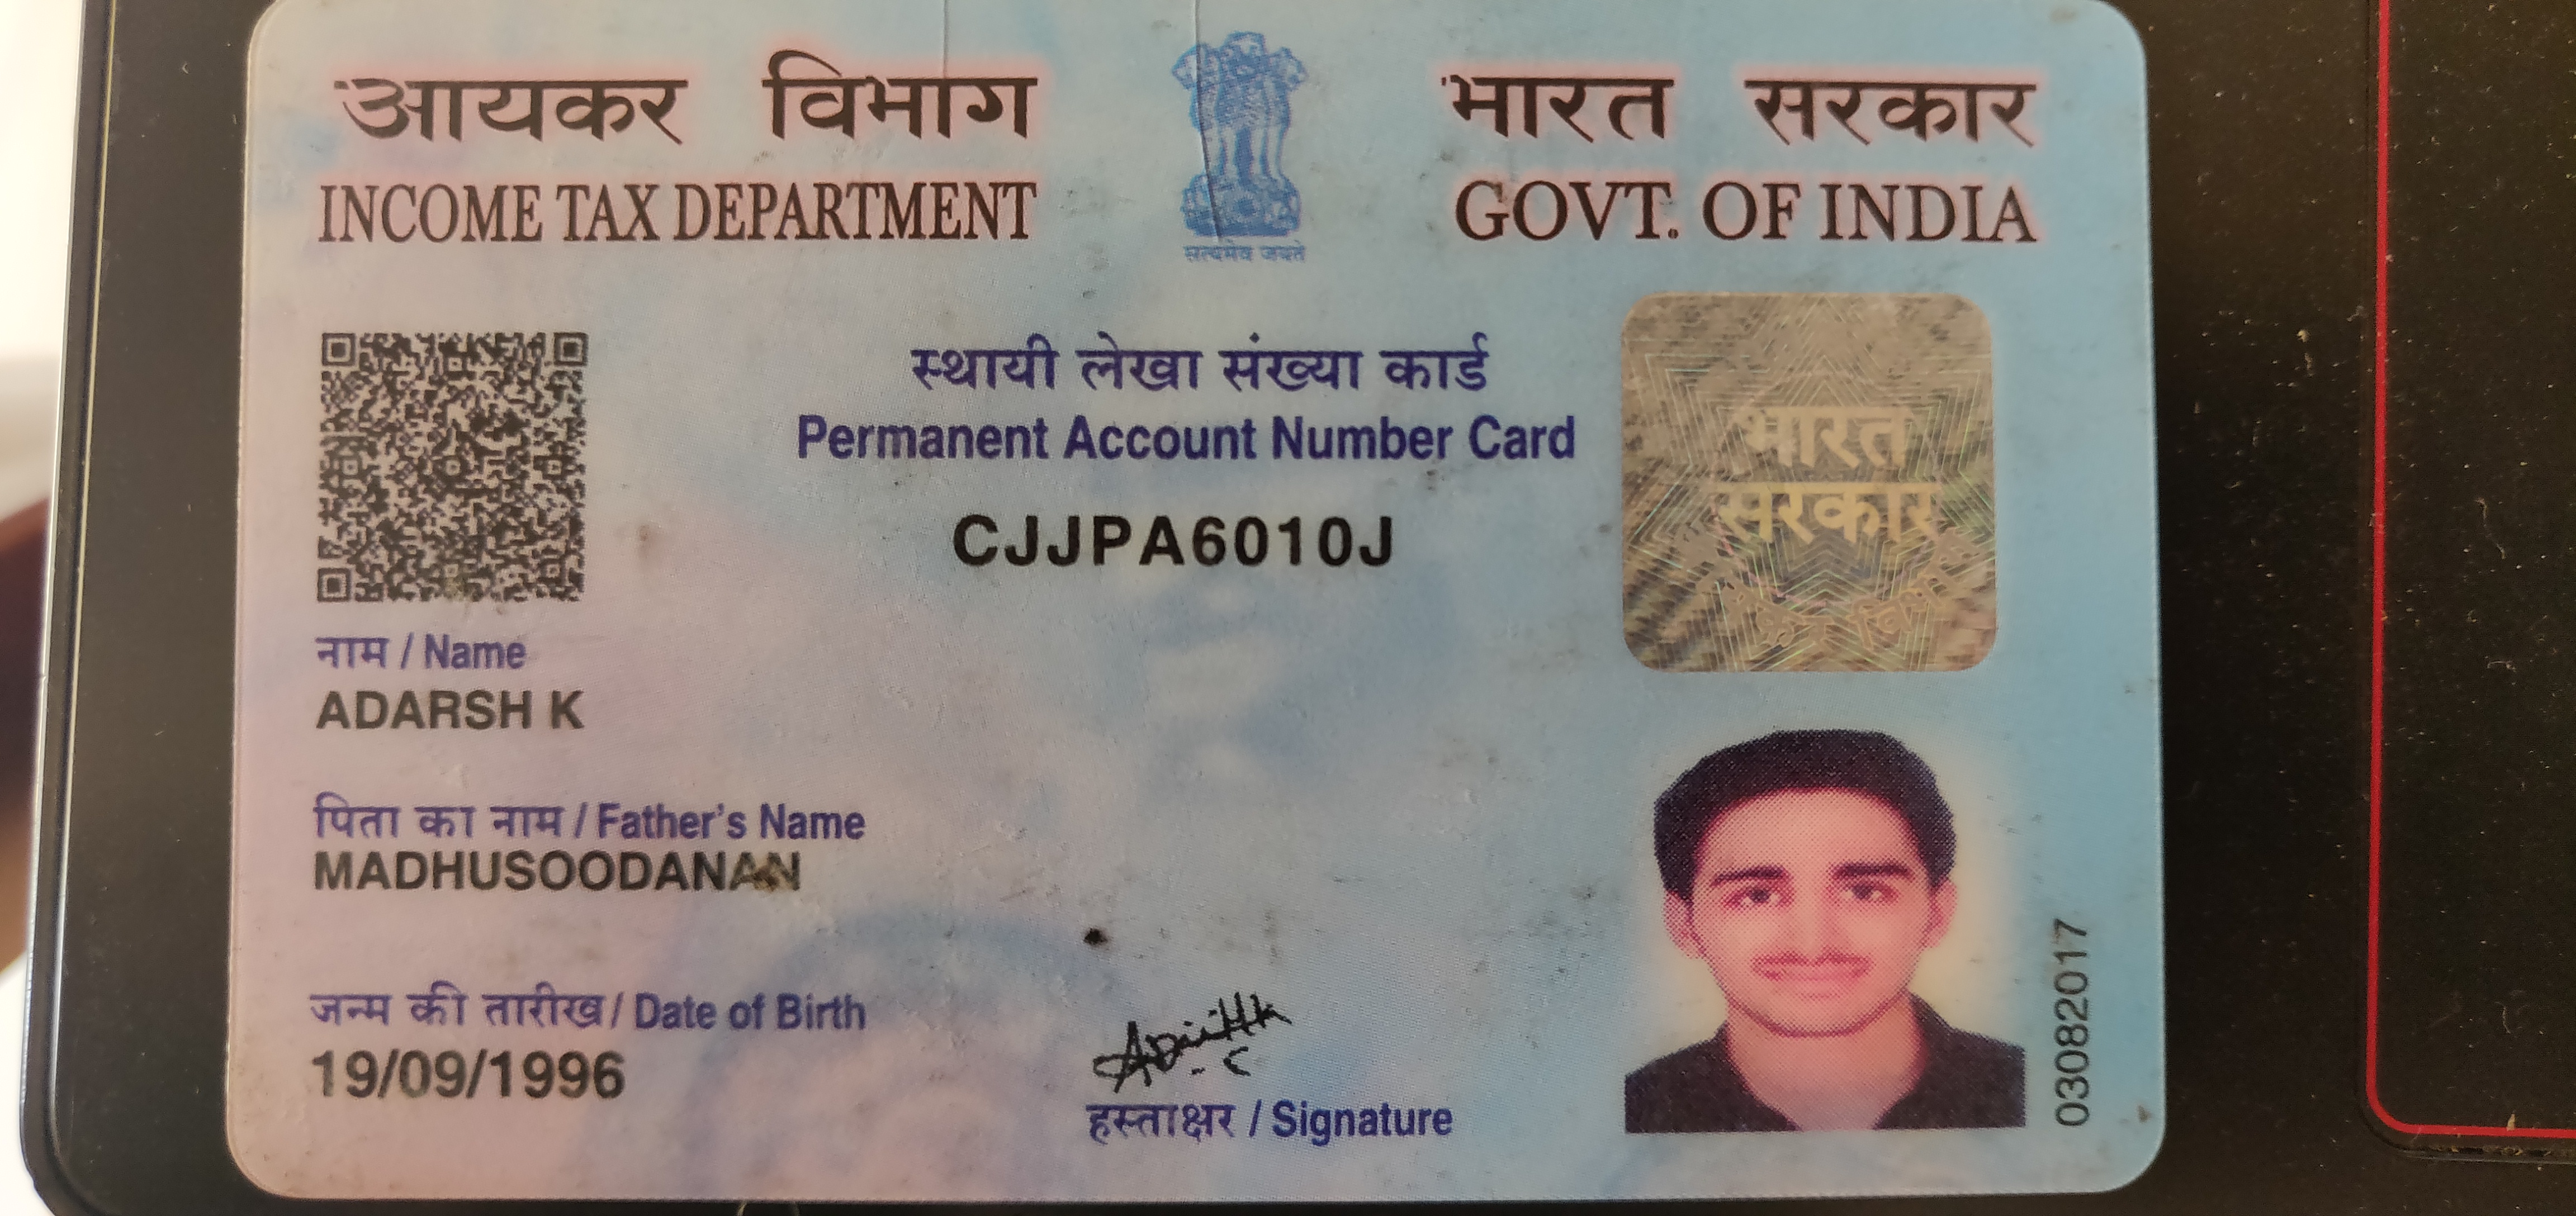 आयकर विभाग
INCOME TAX DEPARTMENT
सत्यमेव जयते
भारत सरकार
GOVT. OF INDIA
स्थायी लेखा संख्या कार्ड
Permanent Account Number Card
CJJPA6010J
भारत
सरकार
नाम / Name
ADARSH K
पिता का नाम / Father's Name
MADHUSOODANAN
जन्म की तारीख / Date of Birth
19/09/1996
हस्ताक्षर / Signature
03082017